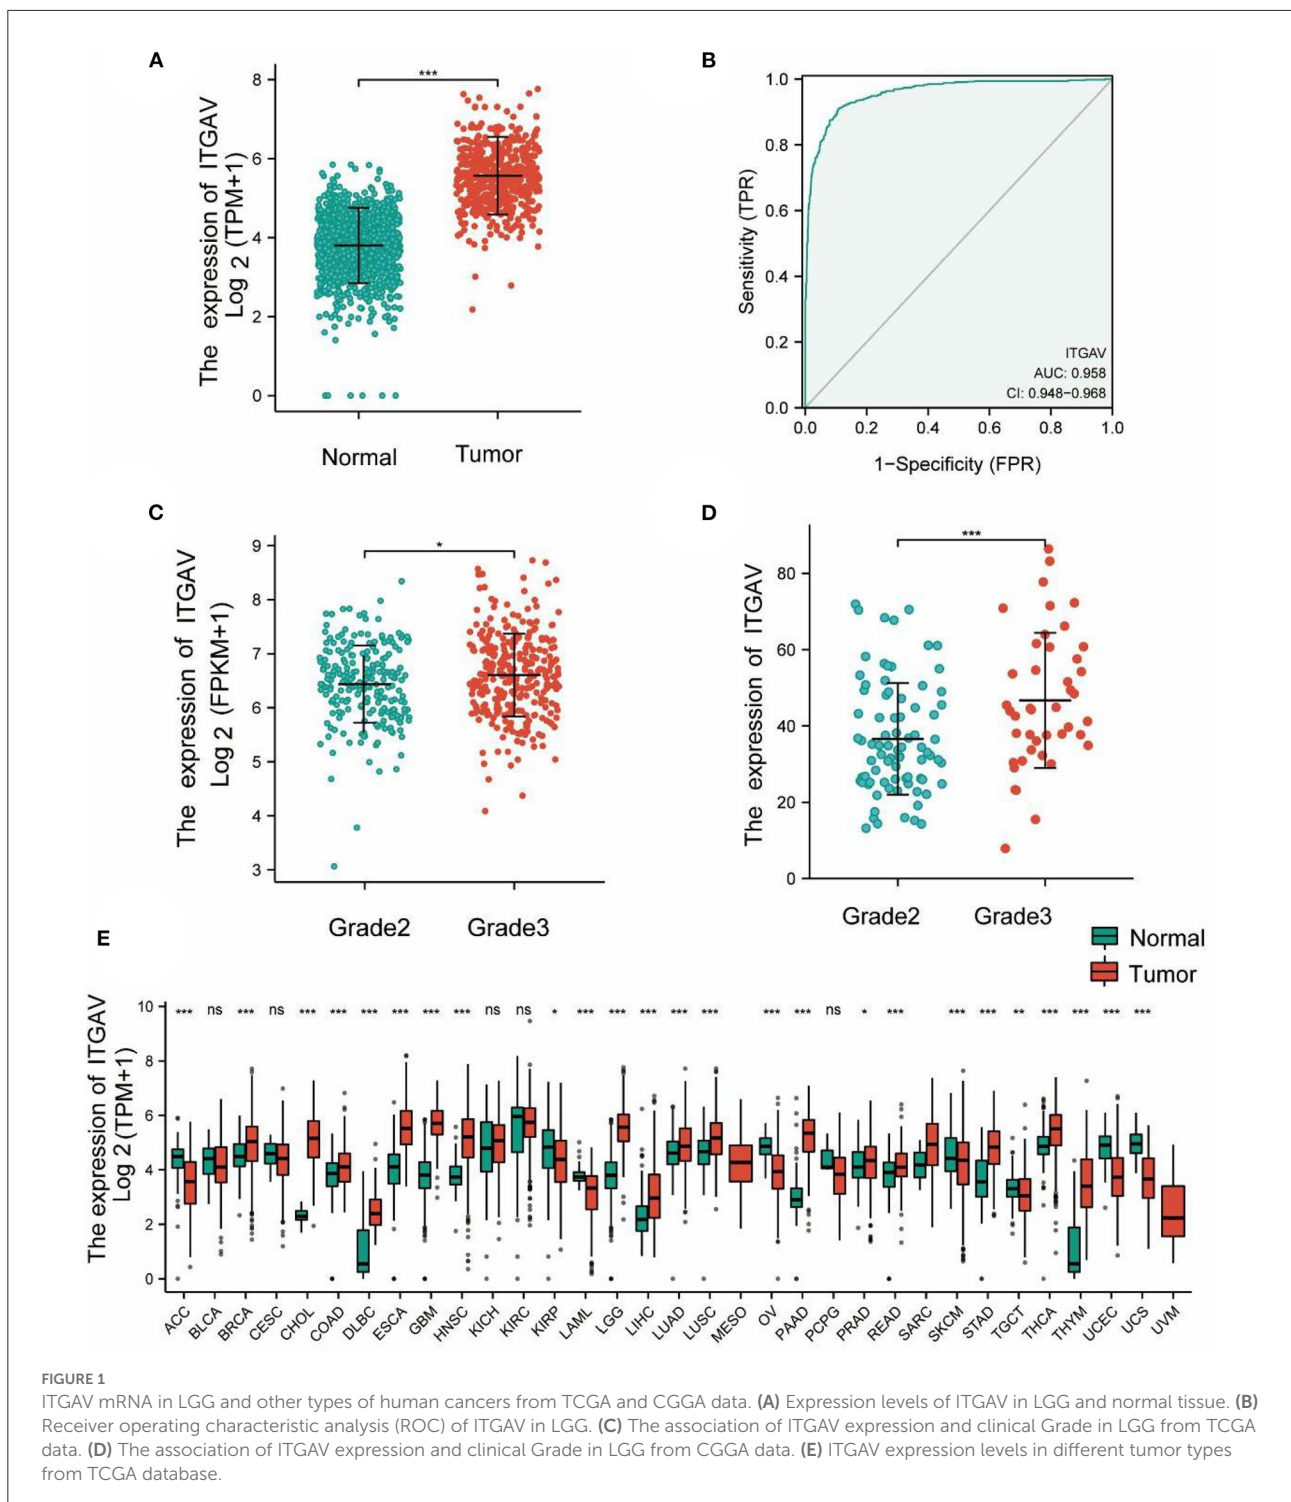 A
The expression of ITGAV
Log 2 (TPM+1)
8
6
4
2
0
***
Normal
Tumor
B
Sensitivity (TPR)
1.0
0.8
0.6
0.4
0.2
0.0
ITGAV
AUC: 0.958
CI: 0.948–0.968
0.0 0.2 0.4 0.6 0.8 1.0
1–Specificity (FPR)
C
The expression of ITGAV
Log 2 (FPKM+1)
9
8
7
6
5
4
3
*
Grade2
Grade3
D
The expression of ITGAV
80
60
40
20
0
***
Grade2
Grade3
E
Normal
Tumor
The expression of ITGAV
Log 2 (TPM+1)
10
8
6
4
2
0
*** ns *** ns *** *** *** *** *** *** ns ns * *** *** *** *** *** *** *** ns * *** *** *** ** *** *** *** ***
ACC BLCA BRCA CESC CHOL COAD DLBC ESCA GBM HNSC KICH KIRC KIRP LAML LGG LIHC LUAD LUSC MESO OV PAAD PCPG PRAD READ SARC SKCM STAD TGCT THCA THYM UCEC UCS UVM
FIGURE 1
ITGAV mRNA in LGG and other types of human cancers from TCGA and CGGA data. (A) Expression levels of ITGAV in LGG and normal tissue. (B)
Receiver operating characteristic analysis (ROC) of ITGAV in LGG. (C) The association of ITGAV expression and clinical Grade in LGG from TCGA
data. (D) The association of ITGAV expression and clinical Grade in LGG from CGGA data. (E) ITGAV expression levels in different tumor types
from TCGA database.